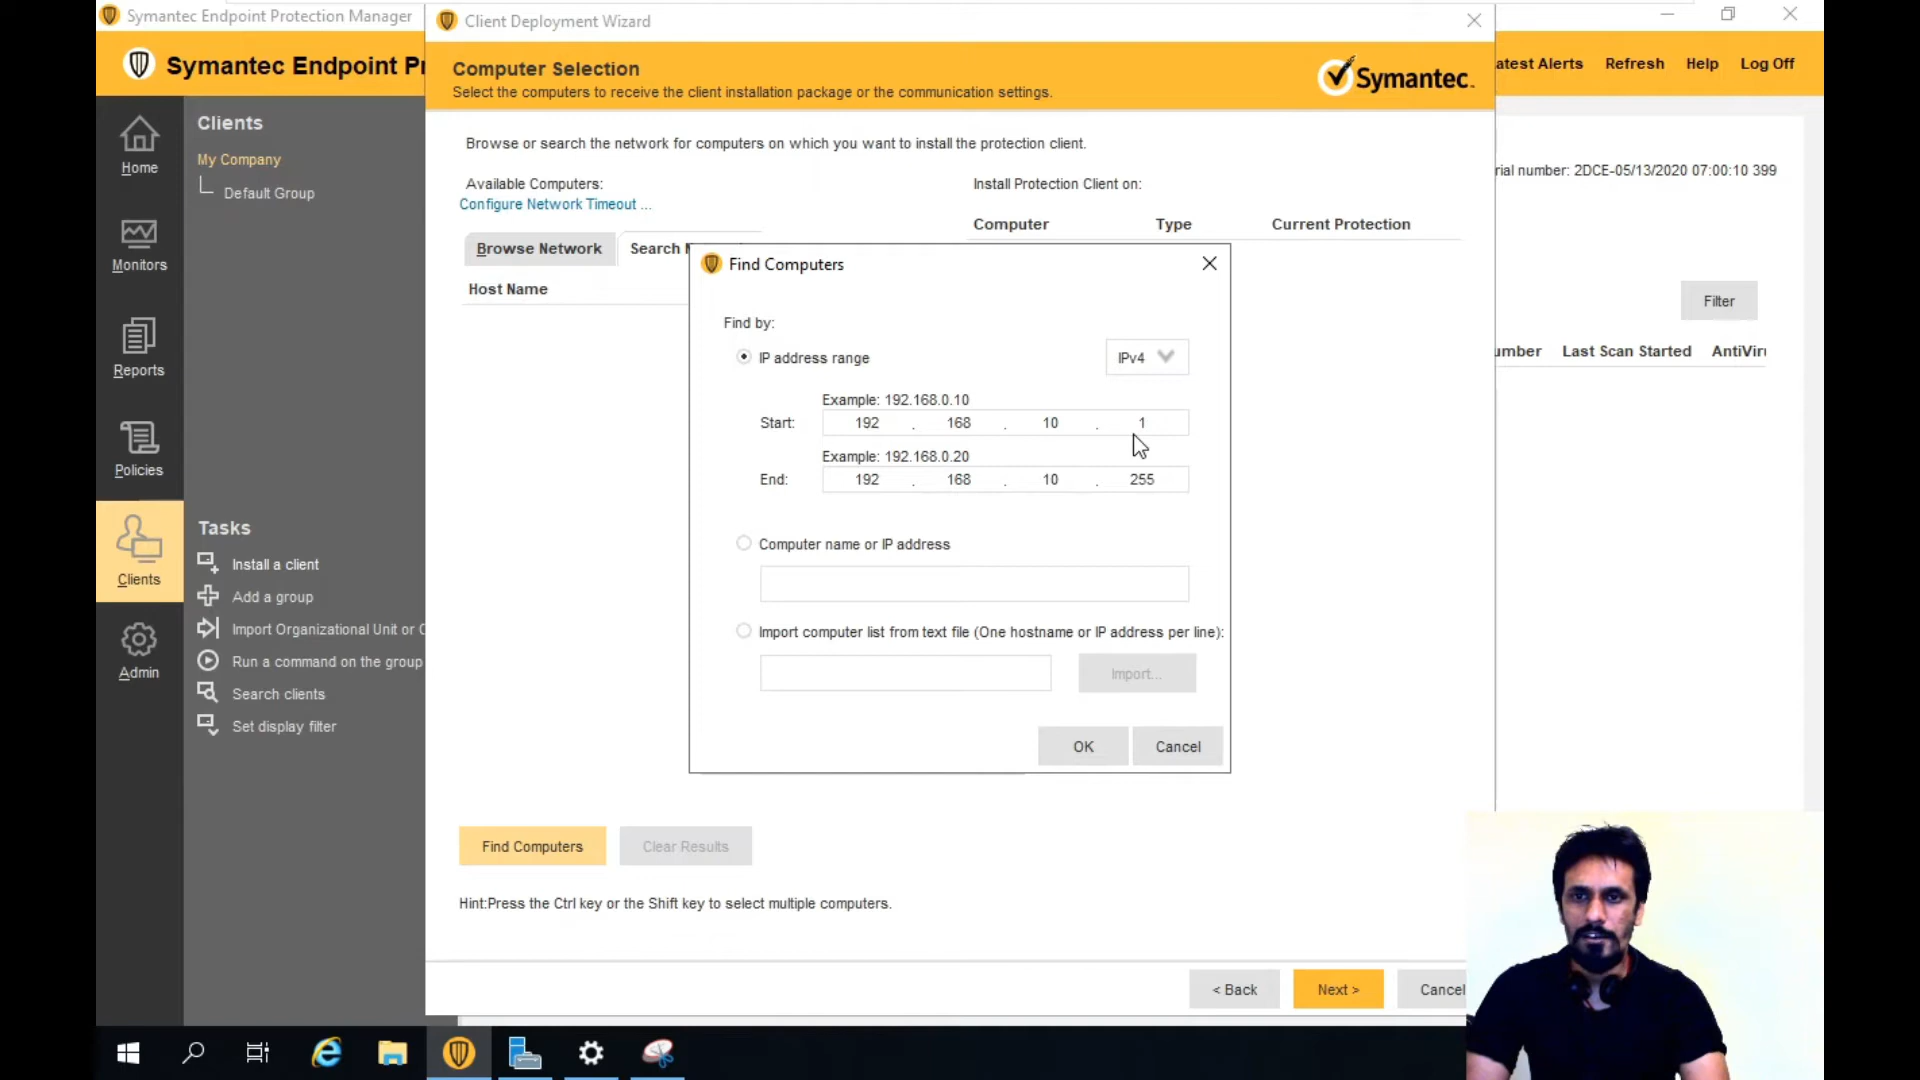 Symantec Endpoint Protection Manager
Client Deployment Wizard
Symantec Endpoint Pr
Computer Selection
Select the computers to receive the client installation package or the communication settings.
Symantec.
atest Alerts
Refresh
Help
Log Off
Home
Monitors
Reports
Policies
Clients
Admin
Clients
My Company
Default Group
Tasks
Install a client
Add a group
Import Organizational Unit or C
Run a command on the group
Search clients
Set display filter
Browse or search the network for computers on which you want to install the protection client.
Available Computers:
Configure Network Timeout ...
Browse Network
Search
Host Name
Install Protection Client on:
Computer Type Current Protection
Find Computers
Find by:
IP address range
IPv4
Example: 192.168.0.10
Start: 192 . 168 . 10 . 1
Example: 192.168.0.20
End: 192 . 168 . 10 . 255
Computer name or IP address
Import computer list from text file (One hostname or IP address per line):
Import...
OK
Cancel
Find Computers
Clear Results
Hint:Press the Ctrl key or the Shift key to select multiple computers.
< Back
Next >
Cancel
rial number: 2DCE-05/13/2020 07:00:10 399
Filter
umber Last Scan Started AntiVir